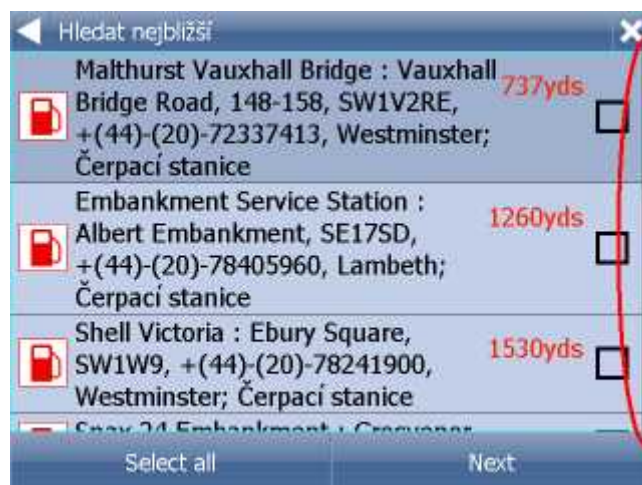 Hledat nejbližší
Malthurst Vauxhall Bridge : Vauxhall
737yds
Bridge Road, 148-158, SW1V2RE,
+(44)-(20)-72337413, Westminster;
Čerpací stanice
Embankment Service Station :
1260yds
Albert Embankment, SE17SD,
+(44)-(20)-78405960, Lambeth;
Čerpací stanice
Shell Victoria : Ebury Square,
1530yds
SW1W9, +(44)-(20)-78241900,
Westminster; Čerpací stanice
24 Embankment :
Select all Next